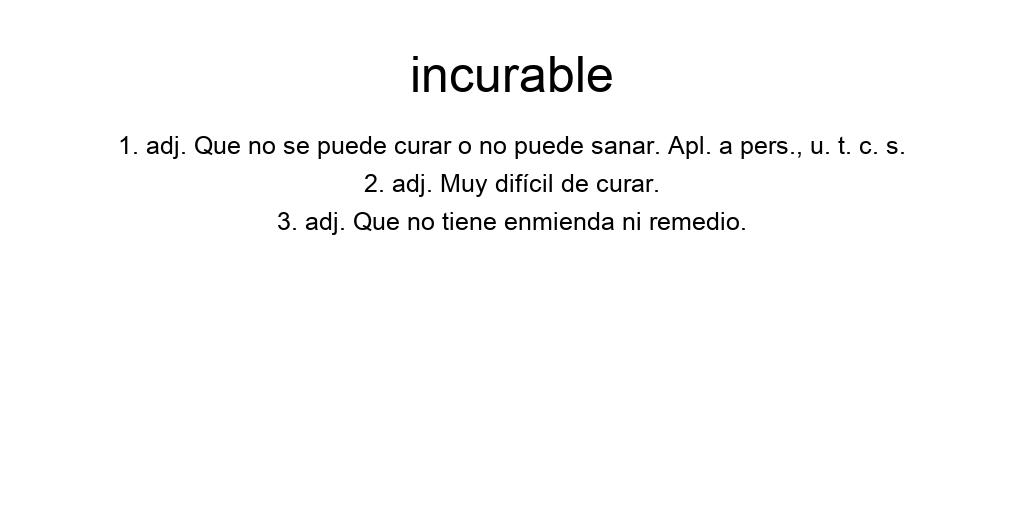 incurable
1. adj. Que no se puede curar o no puede sanar. Apl. a pers., u. t. c. s.
2. adj. Muy difícil de curar.
3. adj. Que no tiene enmienda ni remedio.